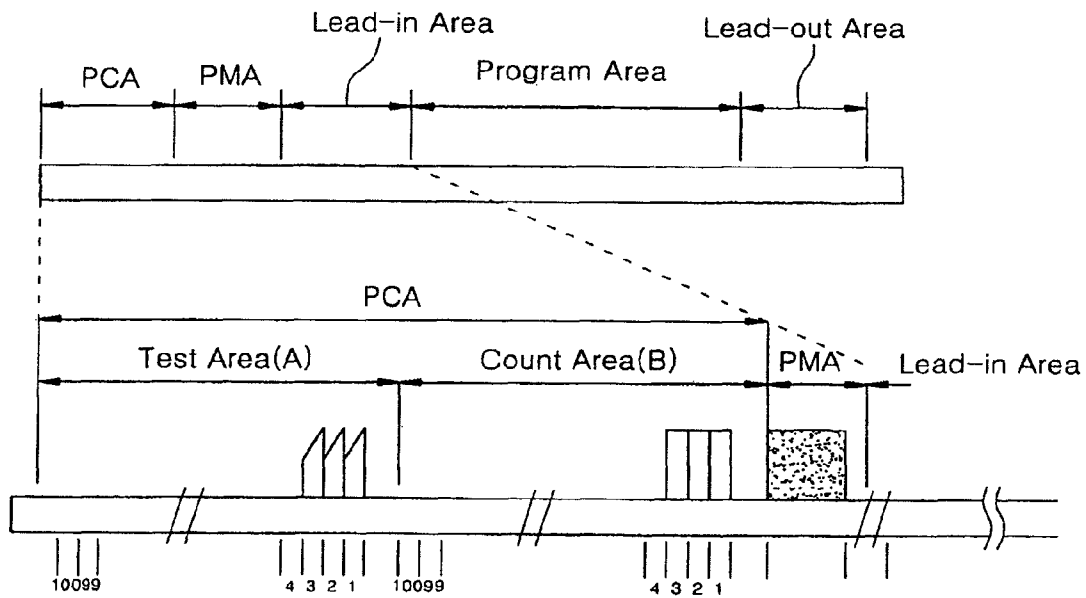 Lead-in Area
Lead-out Area
PCA
PMA
Program Area
PCA
Test Area(A)
Count Area(B)
PMA
Lead-in Area
10099
4 3 2 1
10099
4 3 2 1